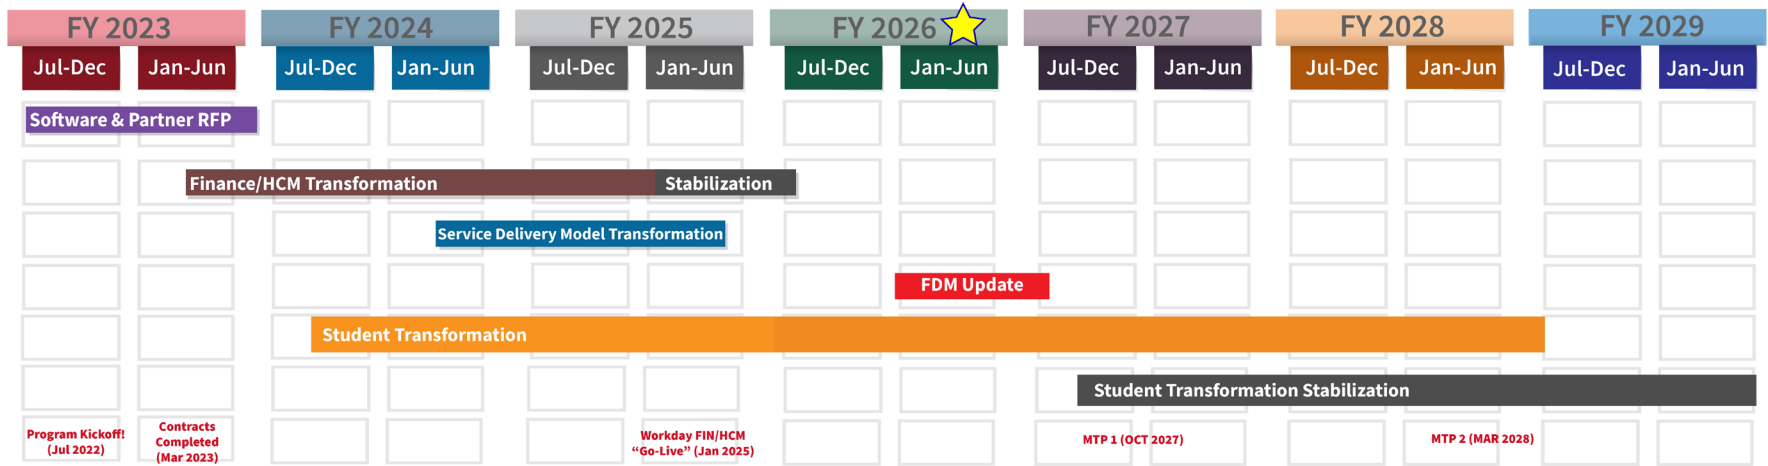 FY 2023 FY 2024 FY 2025 FY 2026 FY 2027 FY 2028 FY 2029
Jul-Dec Jan-Jun Jul-Dec Jan-Jun Jul-Dec Jan-Jun Jul-Dec Jan-Jun Jul-Dec Jan-Jun Jul-Dec Jan-Jun Jul-Dec Jan-Jun
Software & Partner RFP
Finance/HCM Transformation Stabilization
Service Delivery Model Transformation
FDM Update
Student Transformation
Student Transformation Stabilization
Program Kickoff!
(Jul 2022)
Contracts
Completed
(Mar 2023)
Workday FIN/HCM
“Go-Live” (Jan 2025)
MTP 1 (OCT 2027)
MTP 2 (MAR 2028)